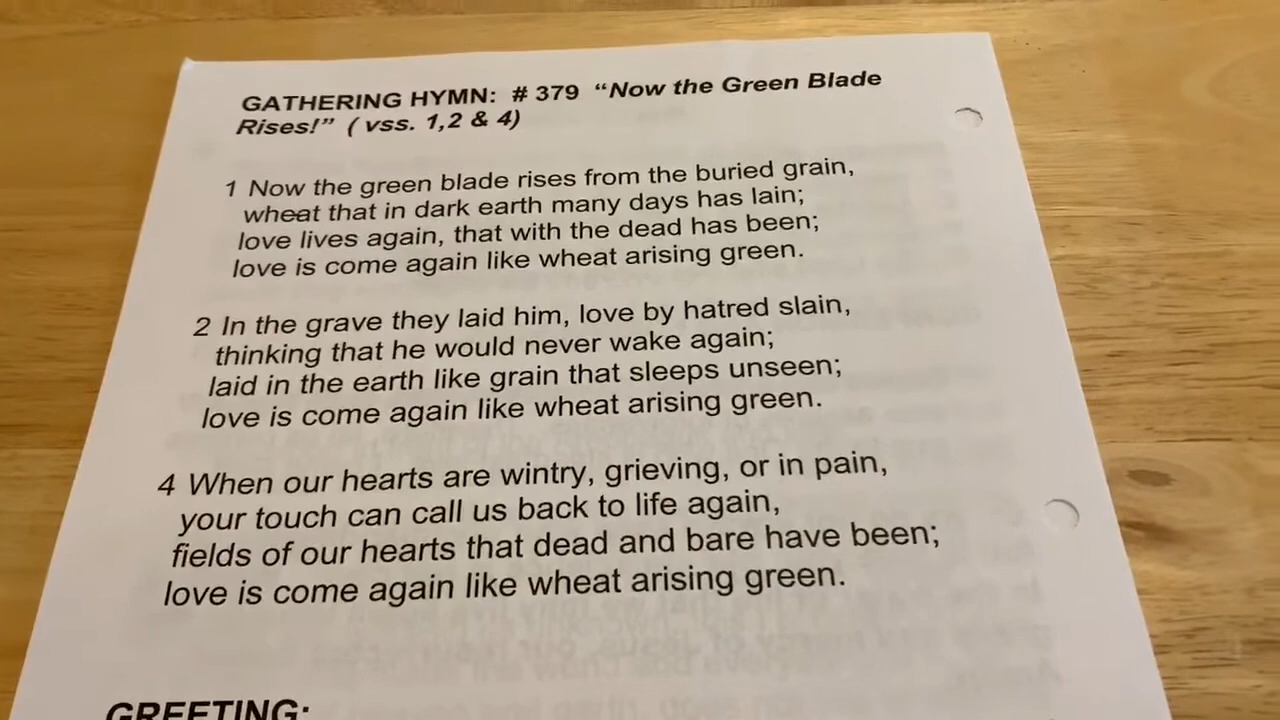 GATHERING HYMN: # 379 “Now the Green Blade
Rises!” ( vss. 1,2 & 4)
1 Now the green blade rises from the buried grain,
wheat that in dark earth many days has lain;
love lives again, that with the dead has been;
love is come again like wheat arising green.
2 In the grave they laid him, love by hatred slain,
thinking that he would never wake again;
laid in the earth like grain that sleeps unseen;
love is come again like wheat arising green.
4 When our hearts are wintry, grieving, or in pain,
your touch can call us back to life again,
fields of our hearts that dead and bare have been;
love is come again like wheat arising green.
GREETING: